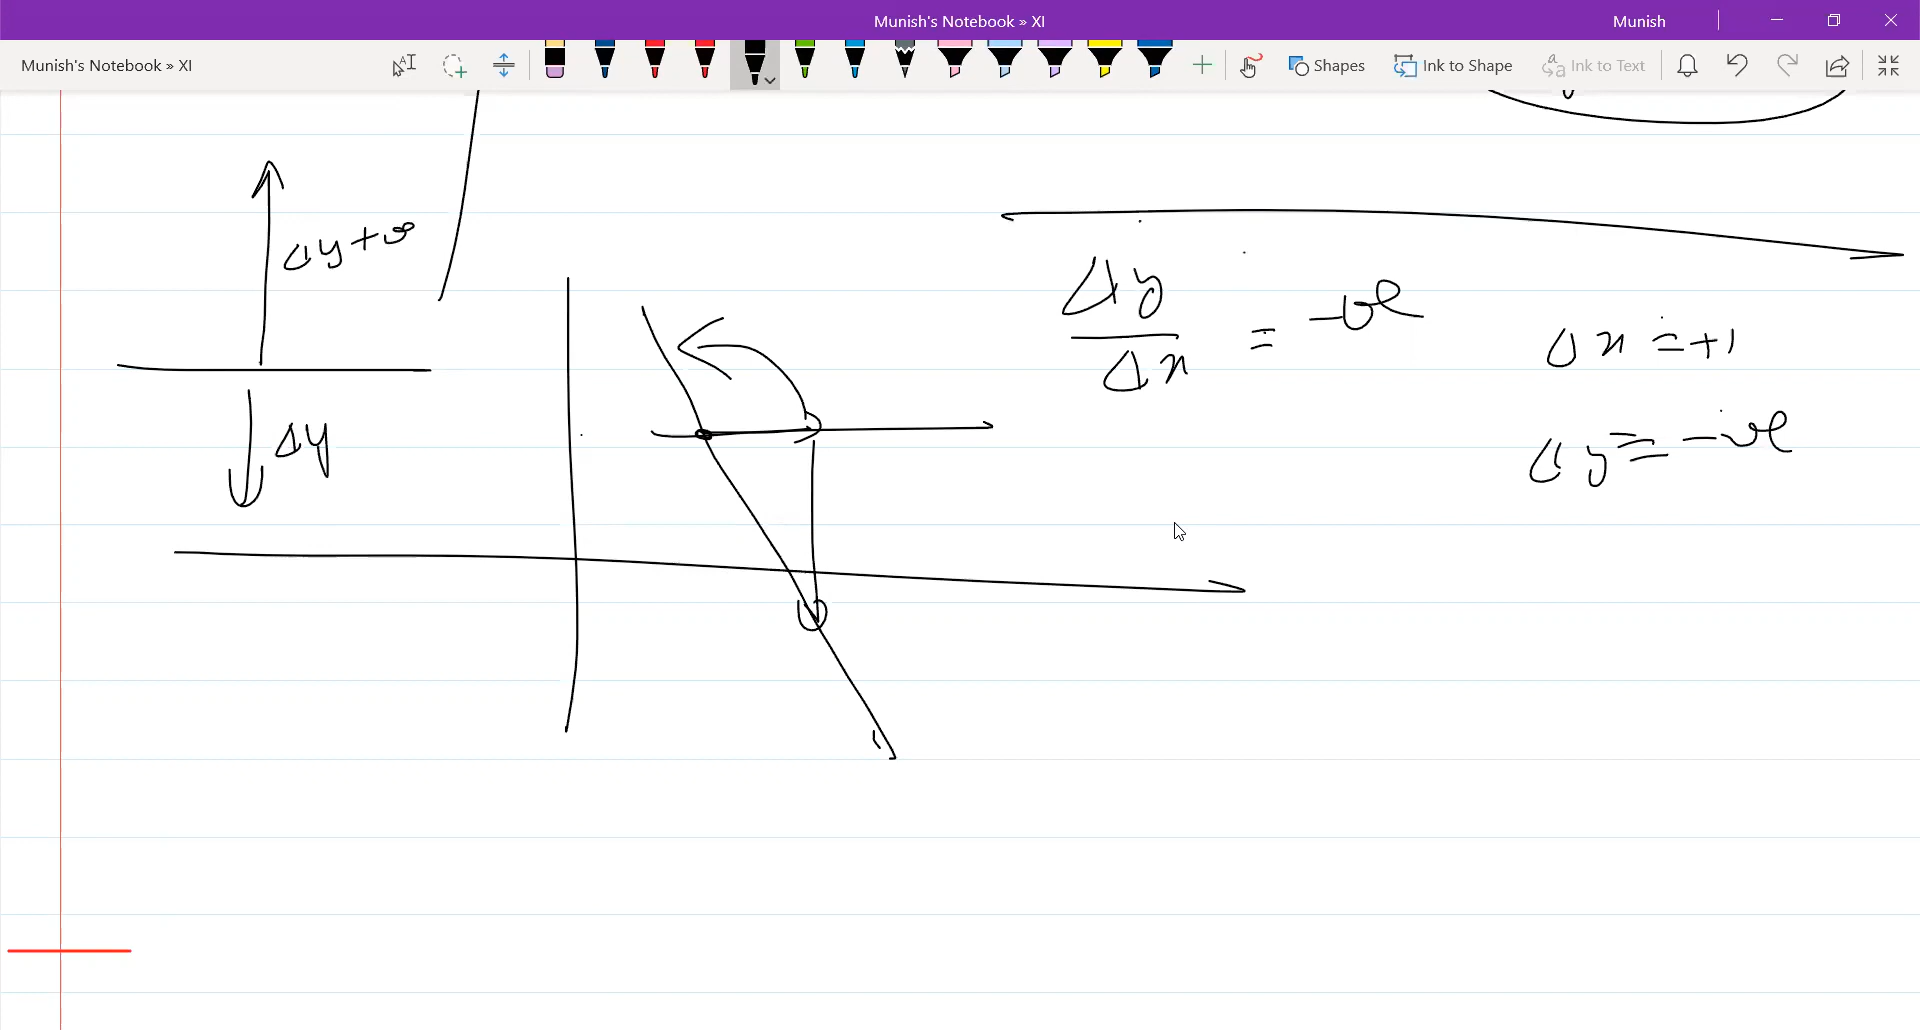 Munish's Notebook » XI
Munish
Munish's Notebook » XI
Shapes
Ink to Shape
Ink to Text
Δy +ve
Δy
Δy
Δx
= -ve
Δx = +1
Δy = -ve